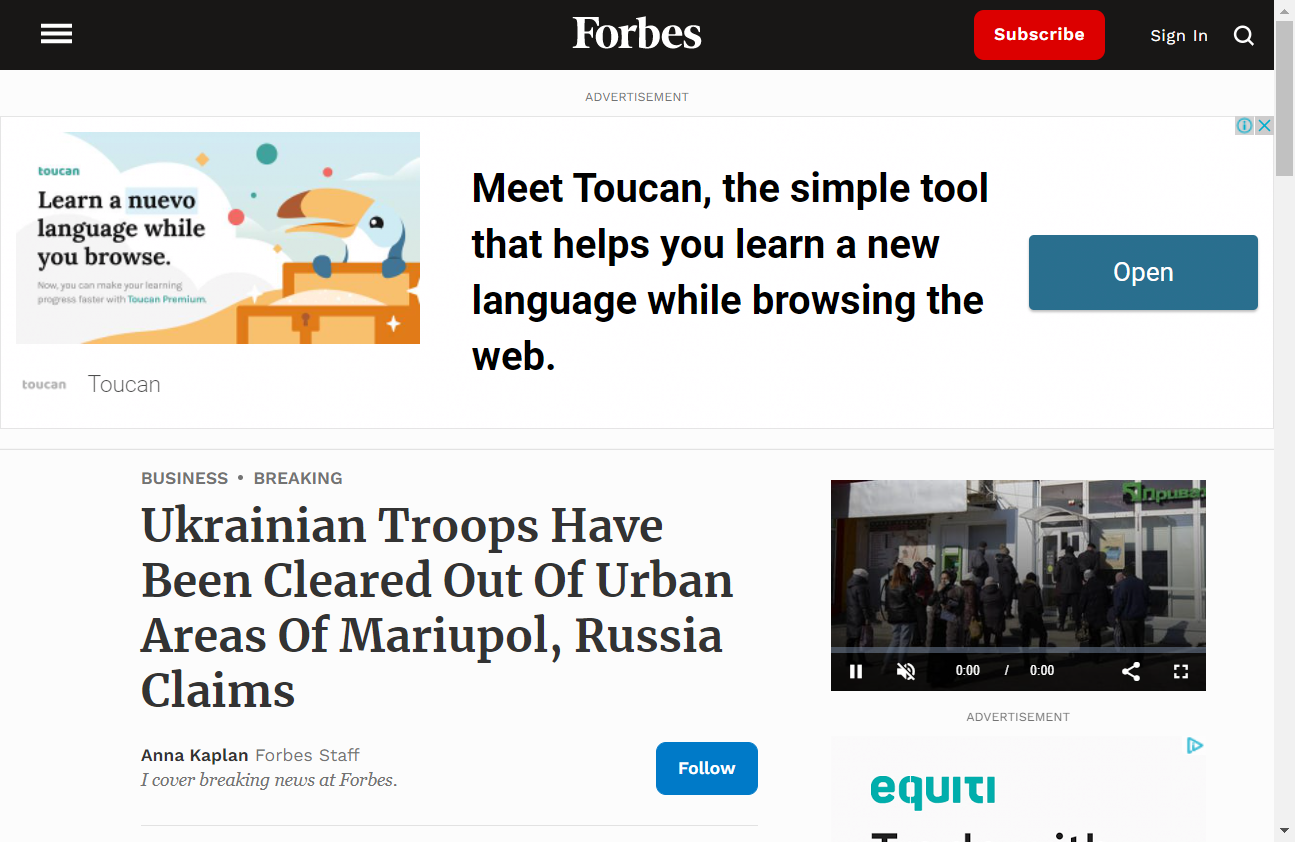 Forbes
Subscribe
Sign In
ADVERTISEMENT
toucan
Learn a nuevo
language while
you browse.
Now, you can make your learning
progress faster with Toucan Premium.
Meet Toucan, the simple tool
that helps you learn a new
language while browsing the
web.
Open
toucan
Toucan
BUSINESS • BREAKING
Ukrainian Troops Have
Been Cleared Out Of Urban
Areas Of Mariupol, Russia
Claims
Anna Kaplan Forbes Staff
I cover breaking news at Forbes.
Follow
0:00 / 0:00
ADVERTISEMENT
equiti